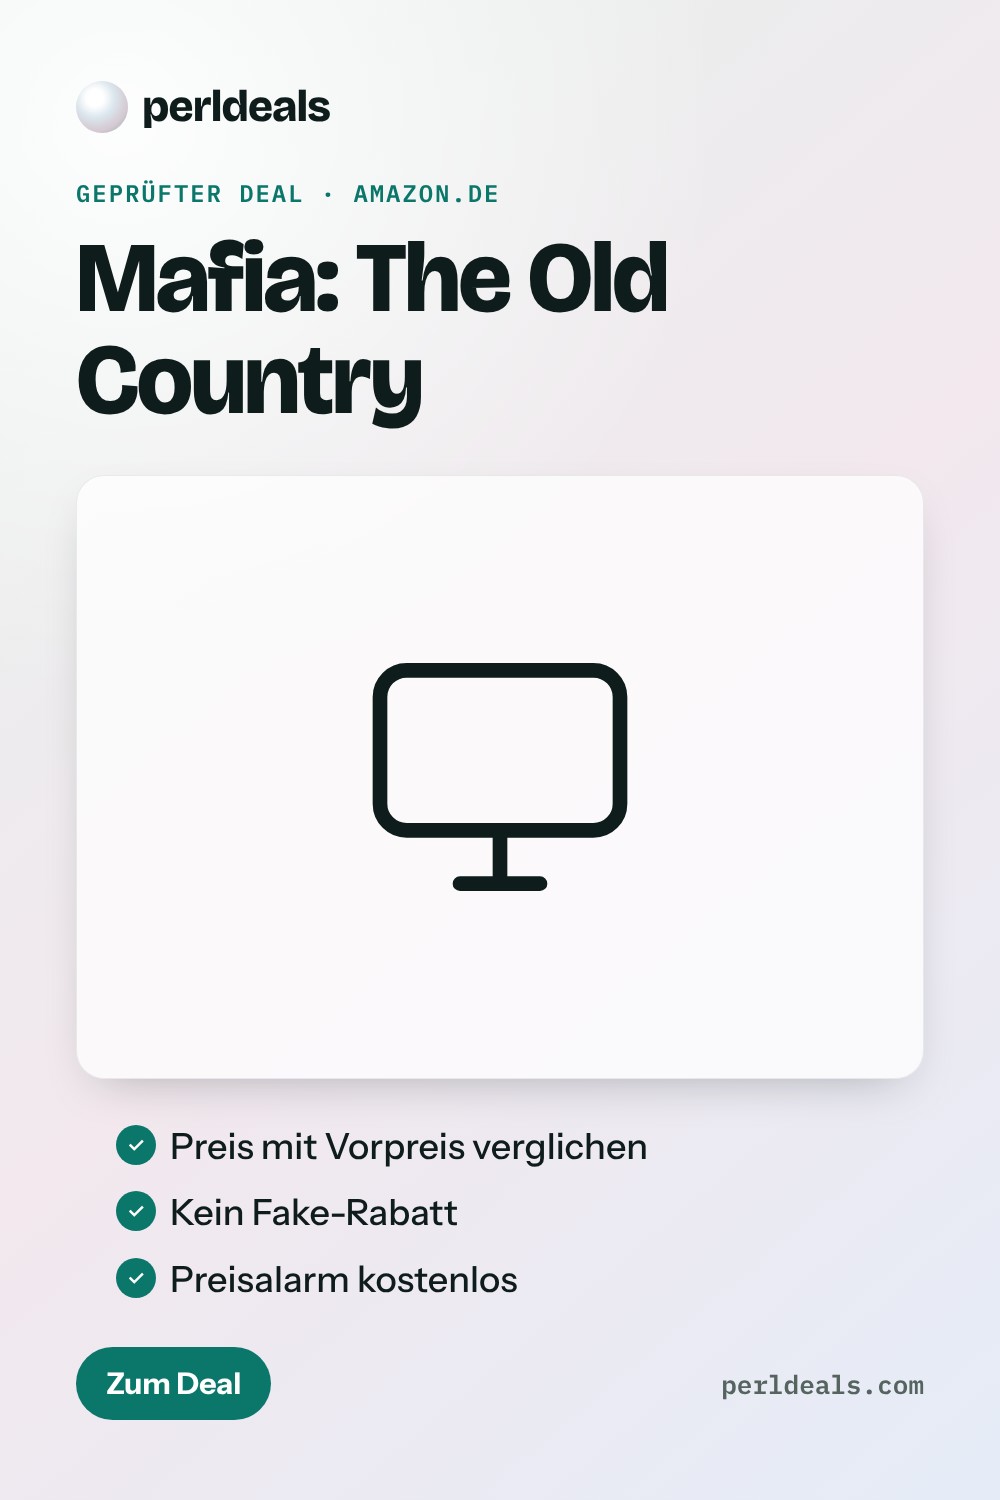 perldeals
GEPRÜFTER DEAL · AMAZON.DE
Mafia: The Old
Country
Preis mit Vorpreis verglichen
Kein Fake-Rabatt
Preisalarm kostenlos
Zum Deal
perldeals.com